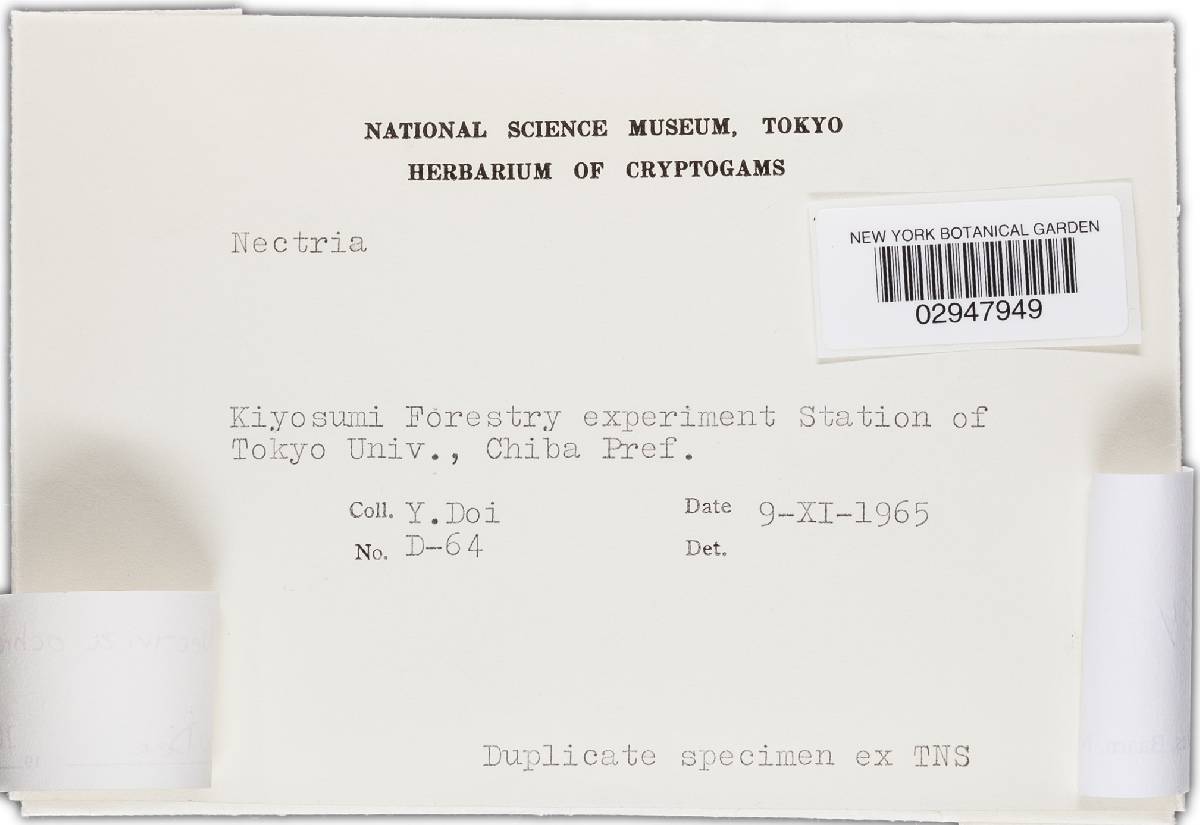 NATIONAL SCIENCE MUSEUM, TOKYO
HERBARIUM OF CRYPTOGAMS
Nectria
NEW YORK BOTANICAL GARDEN
02947949
Kiyosumi Forestry experiment Station of
Tokyo Univ., Chiba Pref.
Coll. Y.Doi
Date 9-XI-1965
No. D-64
Det.
Duplicate specimen ex TNS